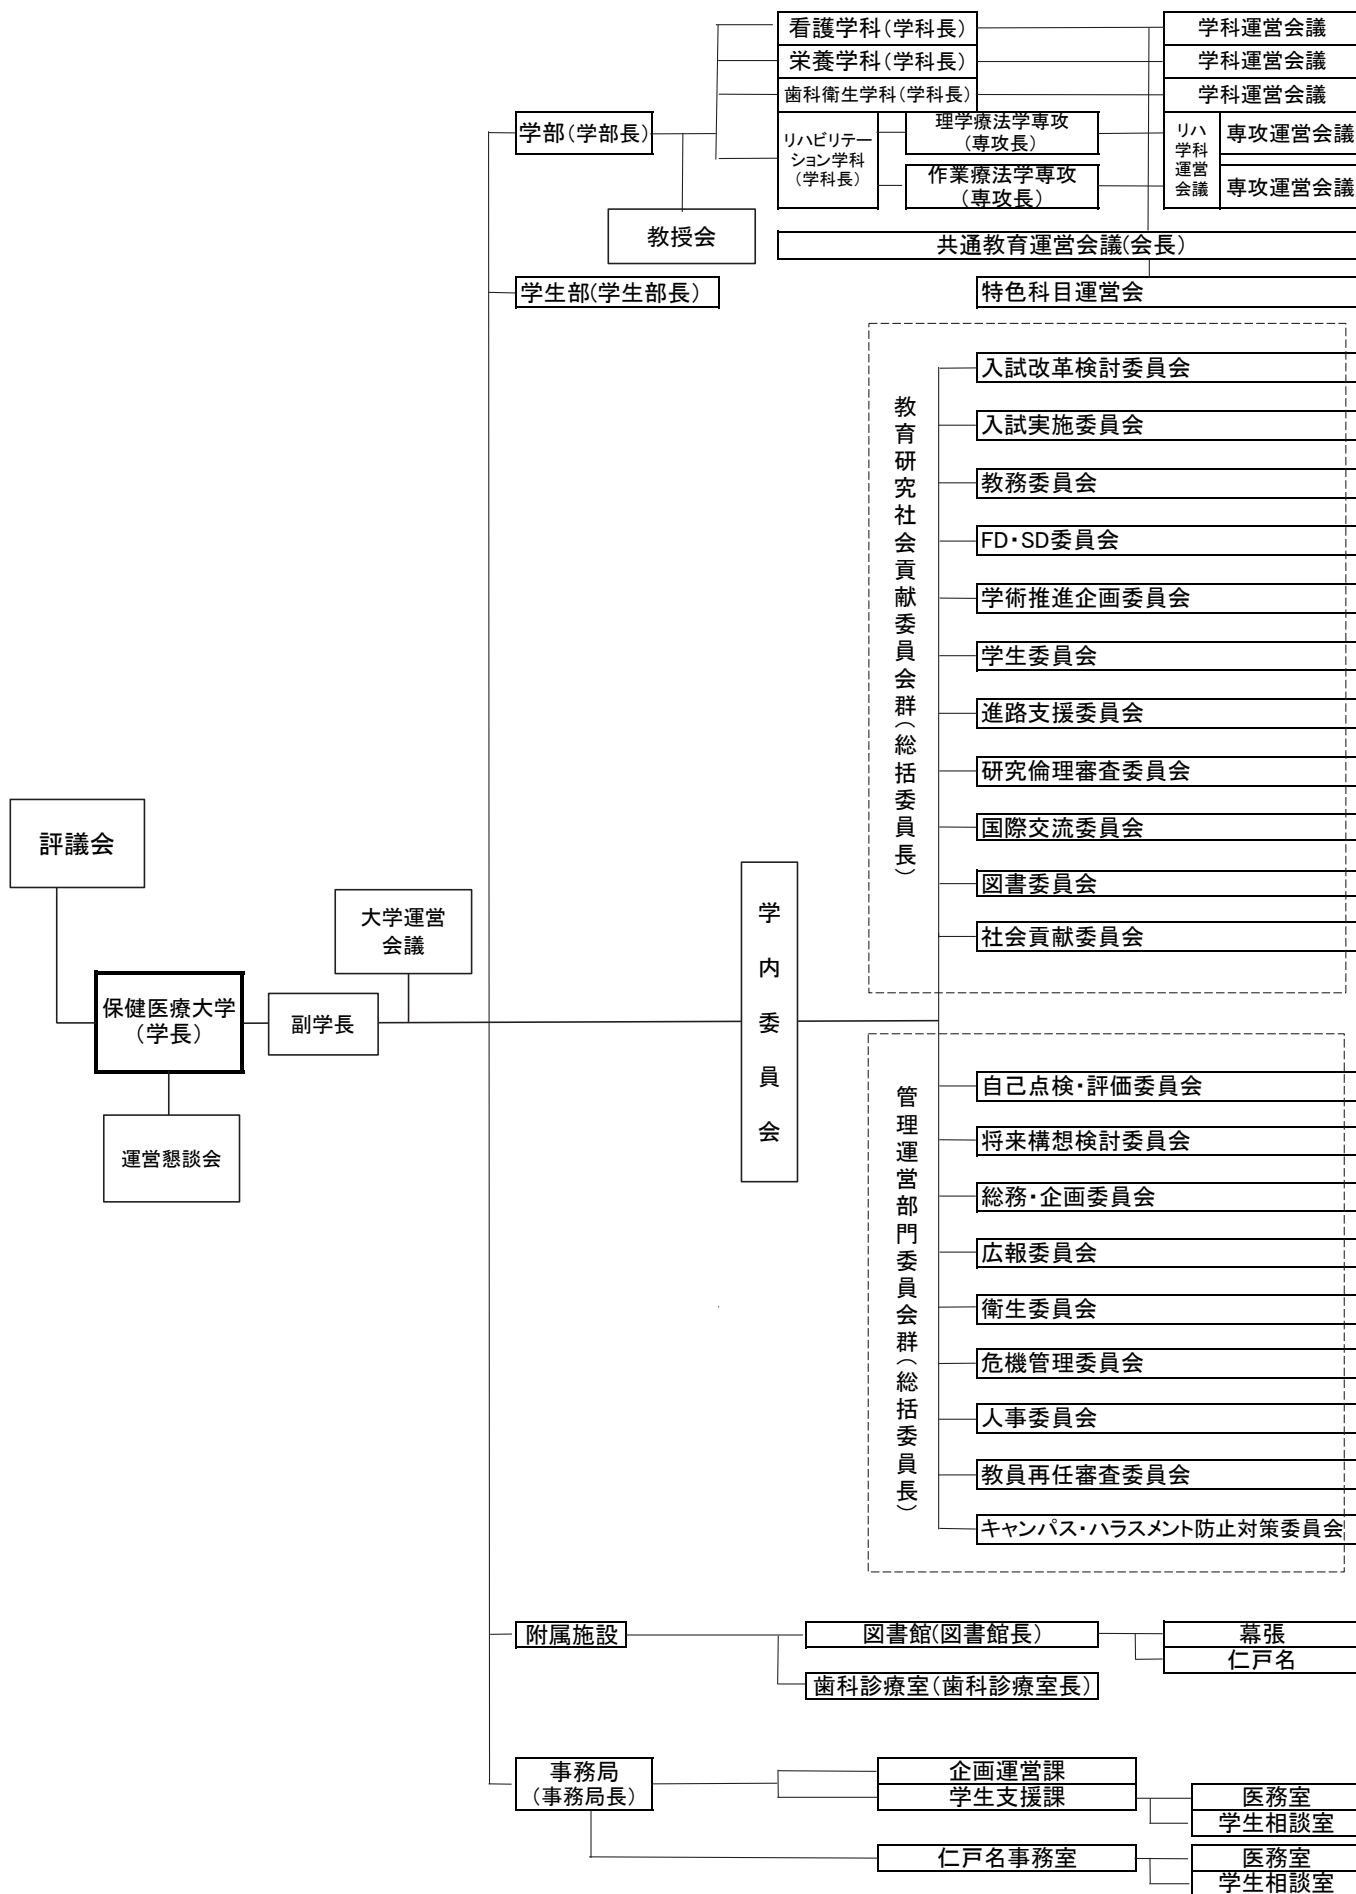 看護学科(学科長)
学科運営会議
栄養学科(学科長)
学科運営会議
歯科衛生学科(学科長)
学科運営会議
学部(学部長)
リハビリテー
ション学科
(学科長)
理学療法学専攻
(専攻長)
作業療法学専攻
(専攻長)
リハ
学科
運営
会議
専攻運営会議
専攻運営会議
教授会
共通教育運営会議(会長)
学生部(学生部長)
特色科目運営会
教育研究社会貢献委員会群(総括委員長)
入試改革検討委員会
入試実施委員会
教務委員会
FD・SD委員会
学術推進企画委員会
学生委員会
進路支援委員会
研究倫理審査委員会
国際交流委員会
図書委員会
社会貢献委員会
評議会
大学運営
会議
保健医療大学
(学長)
副学長
運営懇談会
学内委員会
管理運営部門委員会群(総括委員長)
自己点検・評価委員会
将来構想検討委員会
総務・企画委員会
広報委員会
衛生委員会
危機管理委員会
人事委員会
教員再任審査委員会
キャンパス・ハラスメント防止対策委員会
附属施設
図書館(図書館長)
幕張
仁戸名
歯科診療室(歯科診療室長)
事務局
(事務局長)
企画運営課
学生支援課
医務室
学生相談室
仁戸名事務室
医務室
学生相談室